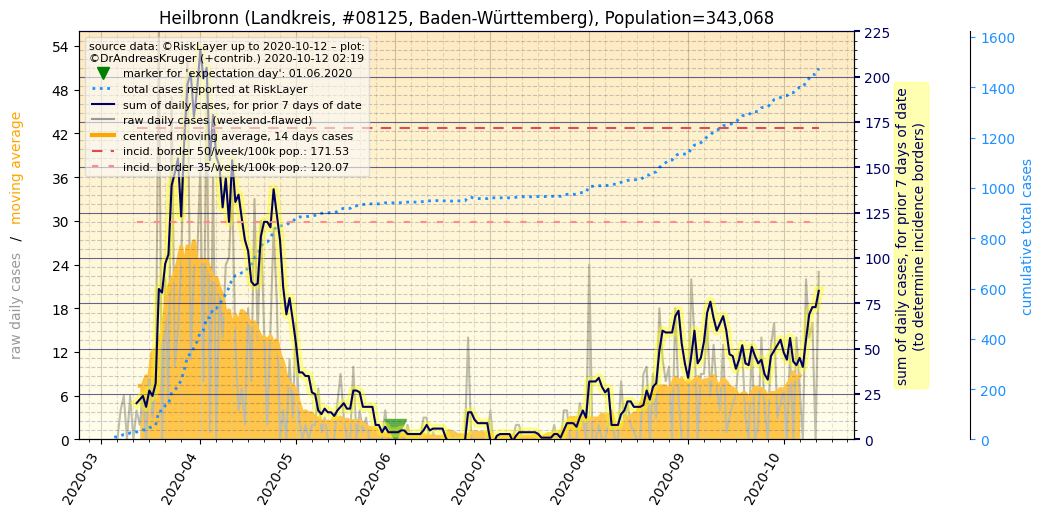 Heilbronn (Landkreis, #08125, Baden-Württemberg), Population=343,068
source data: ©RiskLayer up to 2020-10-12 – plot:
©DrAndreasKruger (+contrib.) 2020-10-12 02:19
marker for 'expectation day': 01.06.2020
total cases reported at RiskLayer
sum of daily cases, for prior 7 days of date
raw daily cases (weekend-flawed)
centered moving average, 14 days cases
incid. border 50/week/100k pop.: 171.53
incid. border 35/week/100k pop.: 120.07
raw daily cases / moving average
54
48
42
36
30
24
18
12
6
0
225
200
175
150
125
100
75
50
25
0
sum of daily cases, for prior 7 days of date
(to determine incidence borders)
1600
1400
1200
1000
800
600
400
200
0
cumulative total cases
2020-03
2020-04
2020-05
2020-06
2020-07
2020-08
2020-09
2020-10